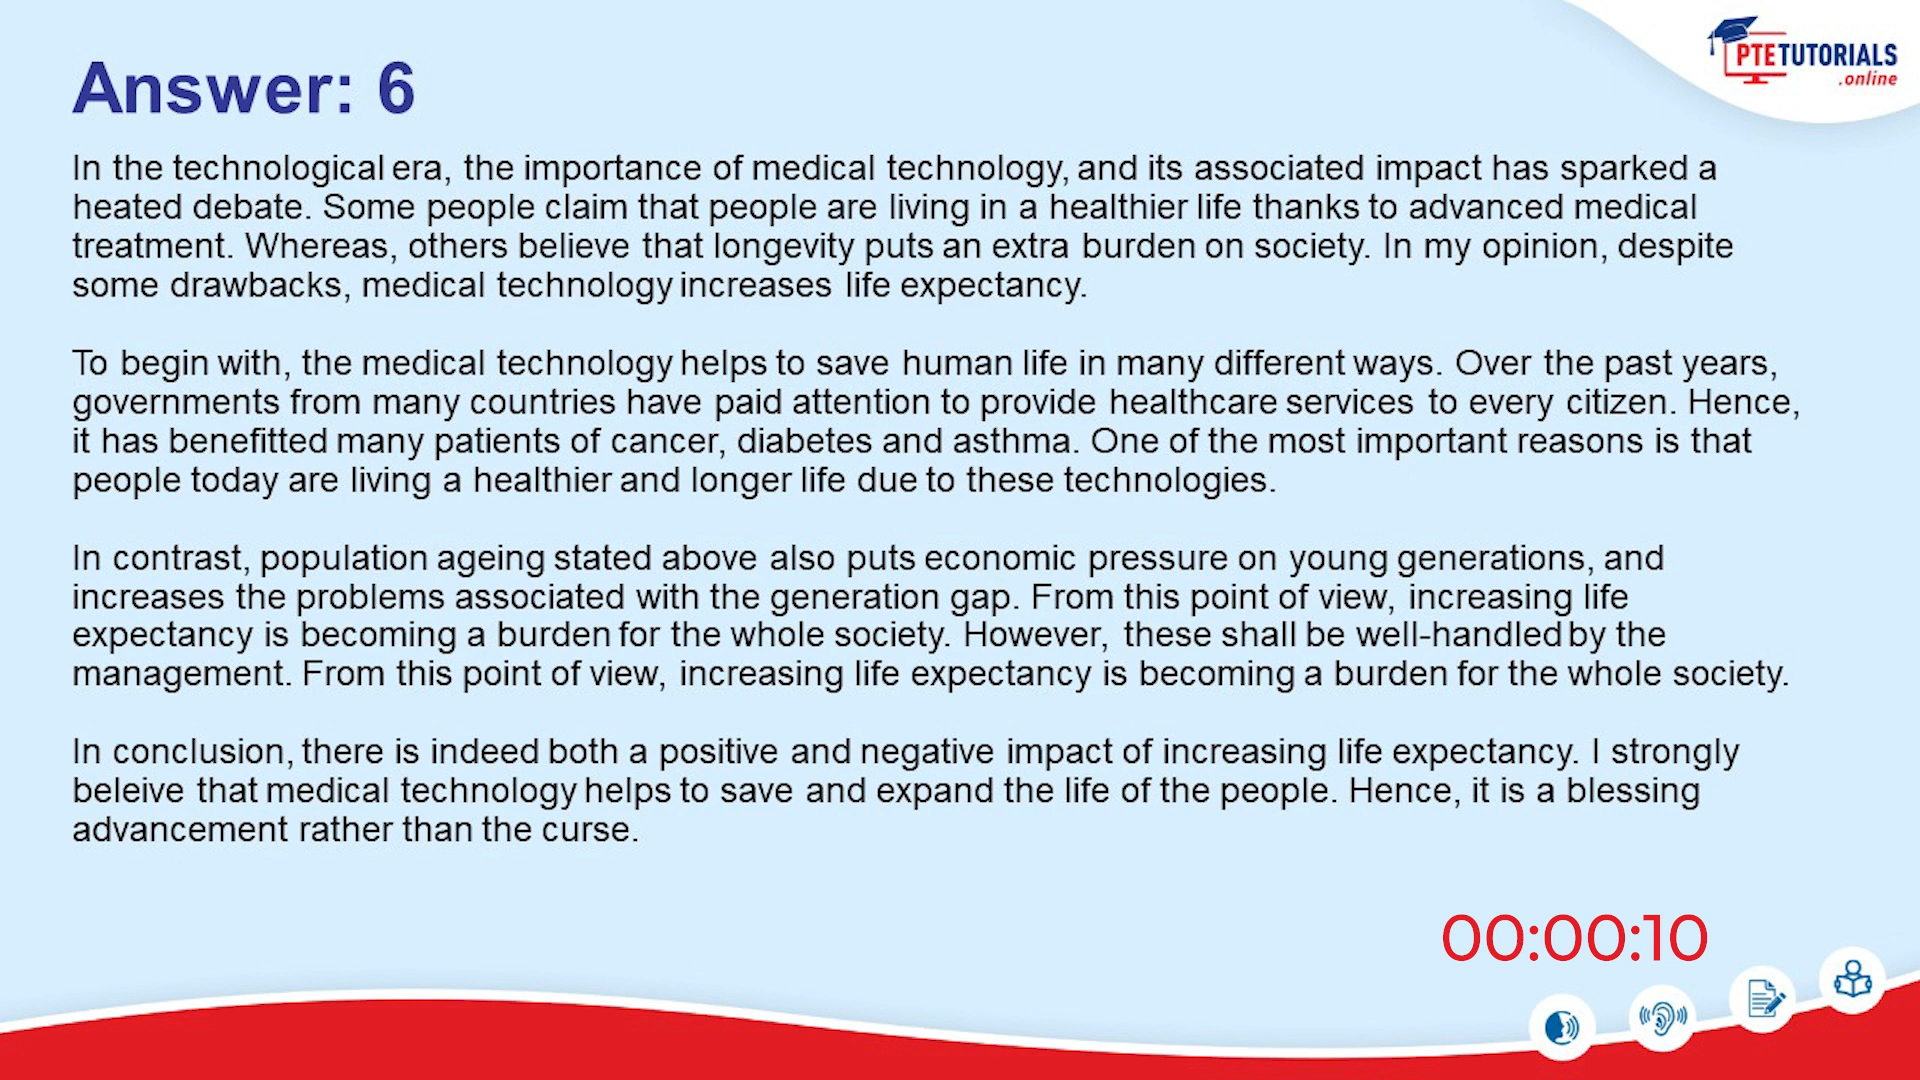 PTETUTORIALS
.online
Answer: 6
In the technological era, the importance of medical technology, and its associated impact has sparked a
heated debate. Some people claim that people are living in a healthier life thanks to advanced medical
treatment. Whereas, others believe that longevity puts an extra burden on society. In my opinion, despite
some drawbacks, medical technology increases life expectancy.
To begin with, the medical technology helps to save human life in many different ways. Over the past years,
governments from many countries have paid attention to provide healthcare services to every citizen. Hence,
it has benefitted many patients of cancer, diabetes and asthma. One of the most important reasons is that
people today are living a healthier and longer life due to these technologies.
In contrast, population ageing stated above also puts economic pressure on young generations, and
increases the problems associated with the generation gap. From this point of view, increasing life
expectancy is becoming a burden for the whole society. However, these shall be well-handled by the
management. From this point of view, increasing life expectancy is becoming a burden for the whole society.
In conclusion, there is indeed both a positive and negative impact of increasing life expectancy. I strongly
beleive that medical technology helps to save and expand the life of the people. Hence, it is a blessing
advancement rather than the curse.
00:00:10